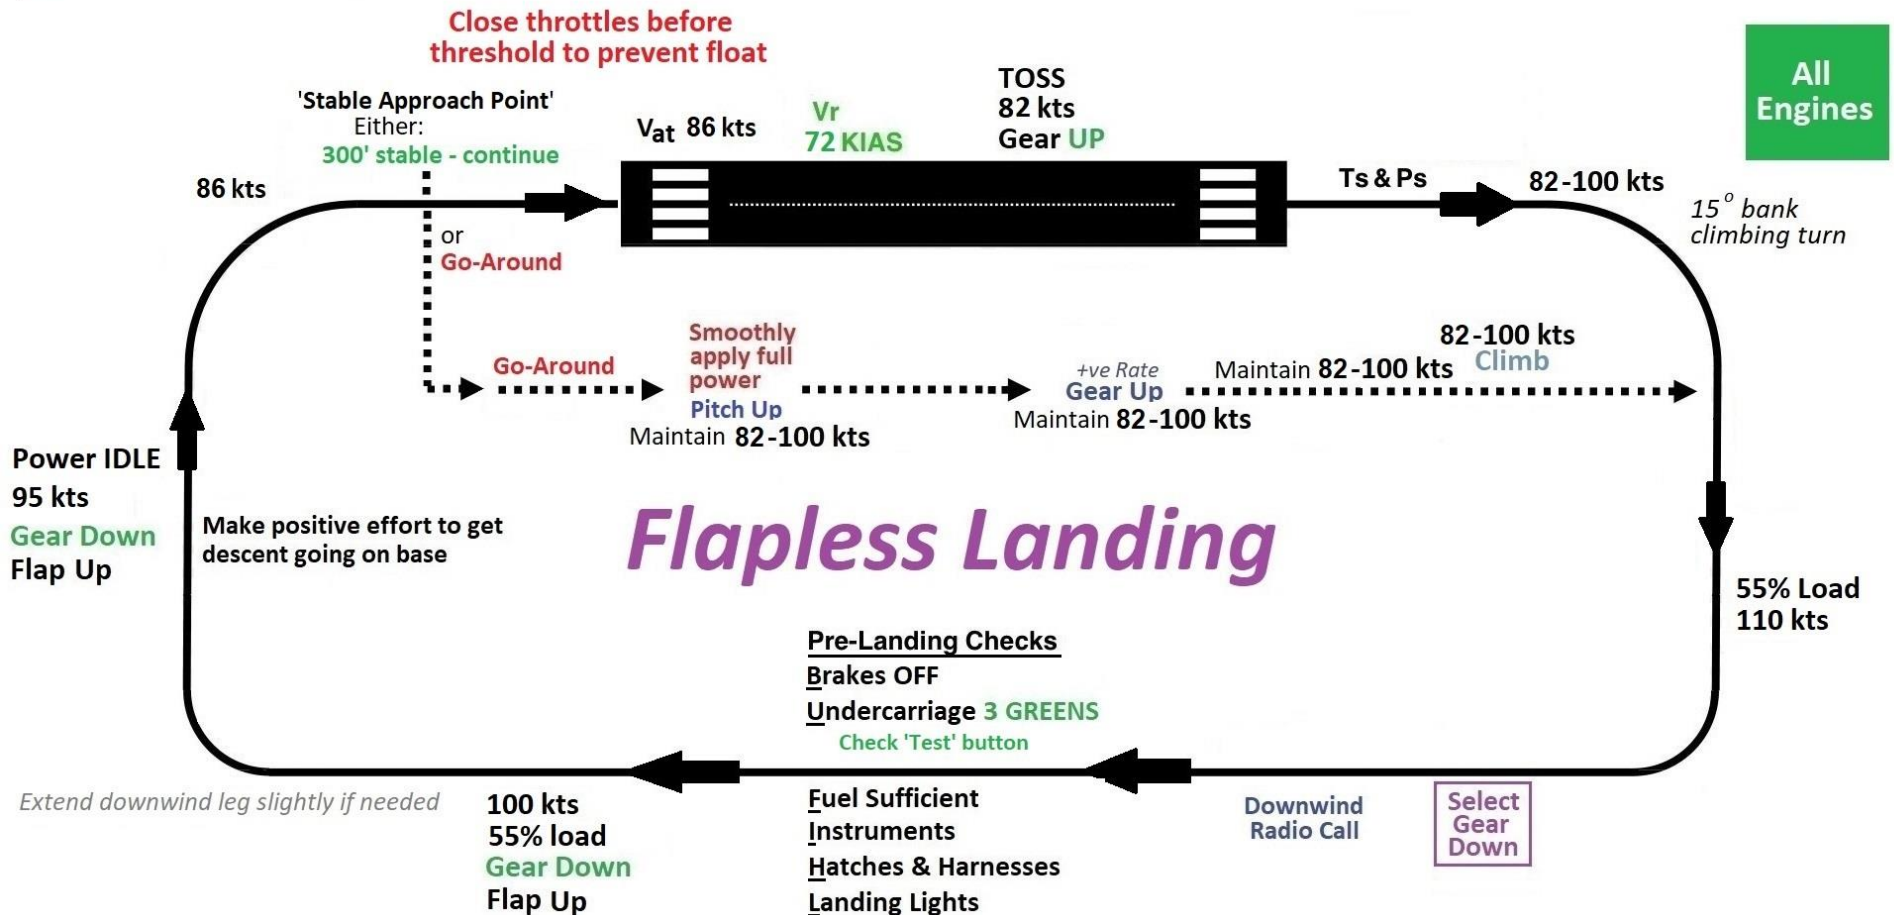 Close throttles before
threshold to prevent float
All
Engines
'Stable Approach Point'
Either:
300' stable - continue
86 kts
Vat 86 kts
Vr
72 KIAS
TOSS
82 kts
Gear UP
Ts & Ps
82-100 kts
15° bank
climbing turn
or
Go-Around
Go-Around
Smoothly
apply full
power
Pitch Up
Maintain 82-100 kts
+ve Rate
Gear Up
Maintain 82-100 kts
Maintain 82-100 kts
82-100 kts
Climb
Power IDLE
95 kts
Gear Down
Flap Up
Make positive effort to get
descent going on base
Flapless Landing
55% Load
110 kts
Pre-Landing Checks
Brakes OFF
Undercarriage 3 GREENS
Check 'Test' button
Fuel Sufficient
Instruments
Hatches & Harnesses
Landing Lights
Extend downwind leg slightly if needed
100 kts
55% load
Gear Down
Flap Up
Downwind
Radio Call
Select
Gear
Down